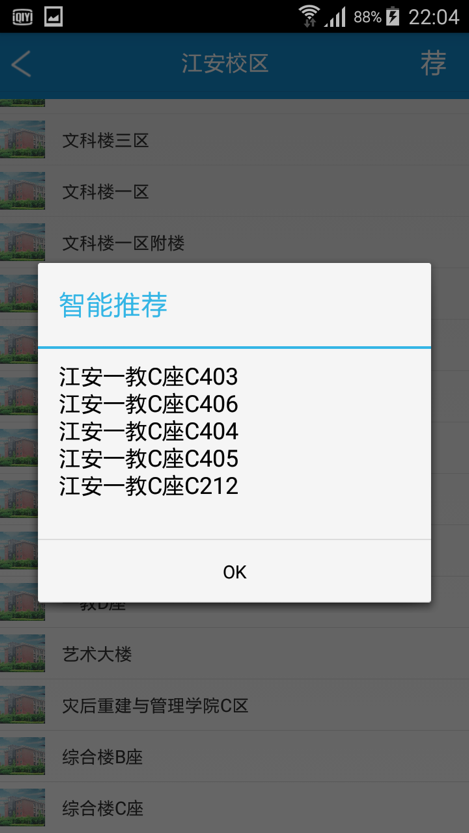 QIYI
88%
22:04
江安校区
荐
文科楼三区
文科楼一区
文科楼一区附楼
智能推荐
江安一教C座C403
江安一教C座C406
江安一教C座C404
江安一教C座C405
江安一教C座C212
OK
一教D座
艺术大楼
灾后重建与管理学院C区
综合楼B座
综合楼C座